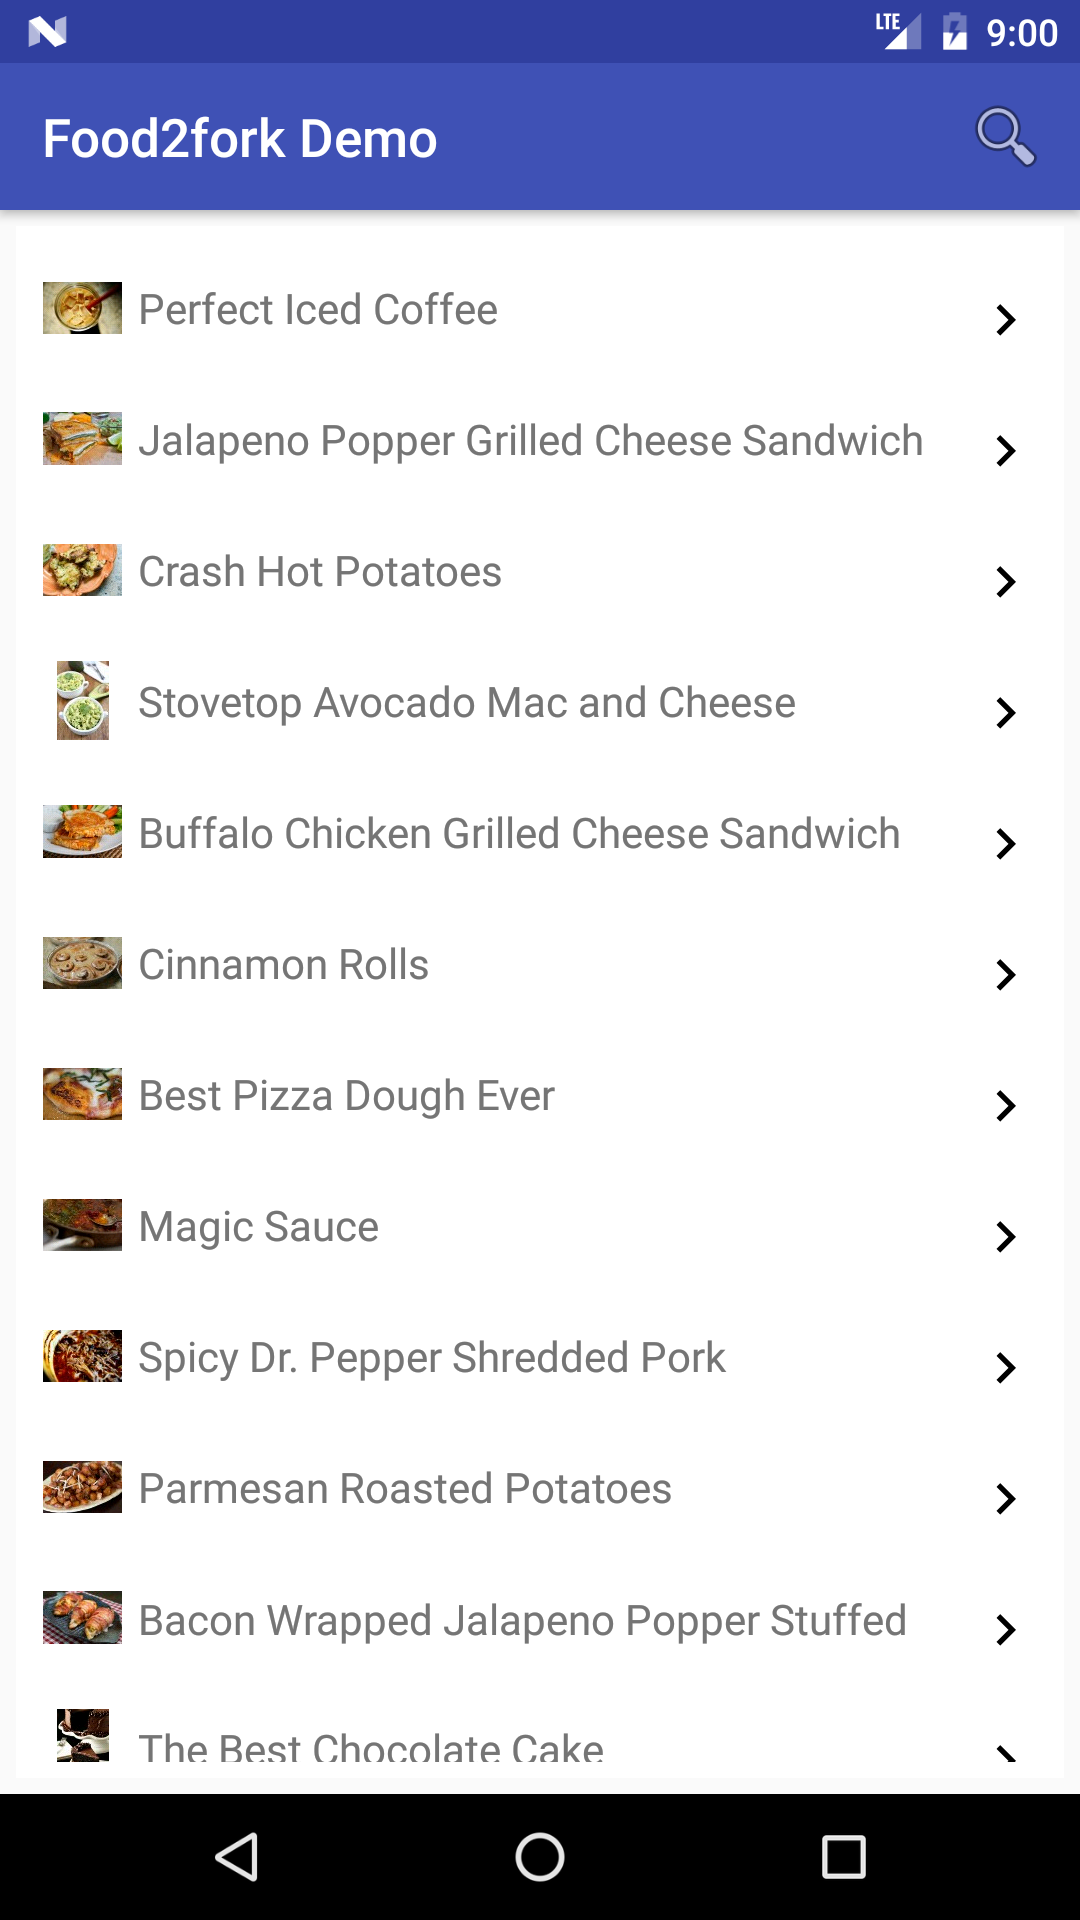 LTE 9:00
Food2fork Demo
Perfect Iced Coffee
Jalapeno Popper Grilled Cheese Sandwich
Crash Hot Potatoes
Stovetop Avocado Mac and Cheese
Buffalo Chicken Grilled Cheese Sandwich
Cinnamon Rolls
Best Pizza Dough Ever
Magic Sauce
Spicy Dr. Pepper Shredded Pork
Parmesan Roasted Potatoes
Bacon Wrapped Jalapeno Popper Stuffed
The Best Chocolate Cake